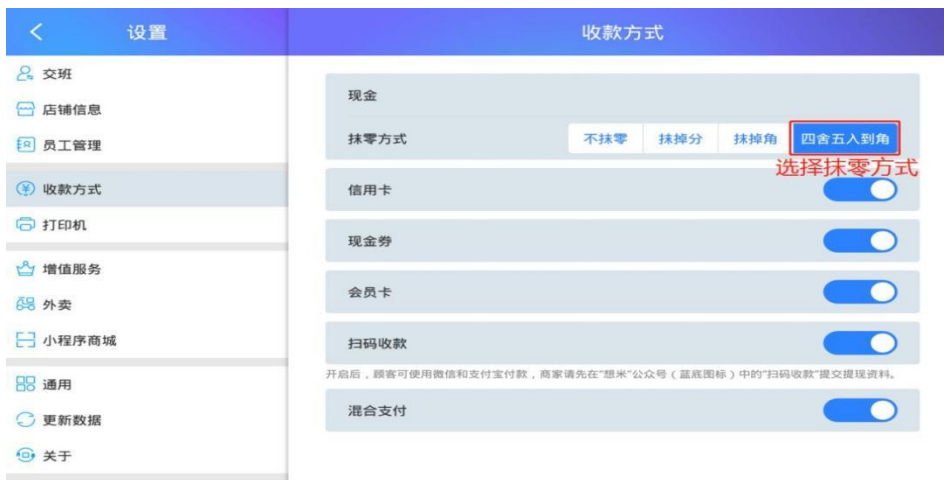 设置
收款方式
交班
店铺信息
员工管理
收款方式
打印机
增值服务
外卖
小程序商城
通用
更新数据
关于
现金
抹零方式 不抹零 抹掉分 抹掉角 四舍五入到角
选择抹零方式
信用卡
现金券
会员卡
扫码收款
开启后，顾客可使用微信和支付宝付款，商家请先在"想米"公众号（蓝底图标）中的"扫码收款"提交提现资料。
混合支付